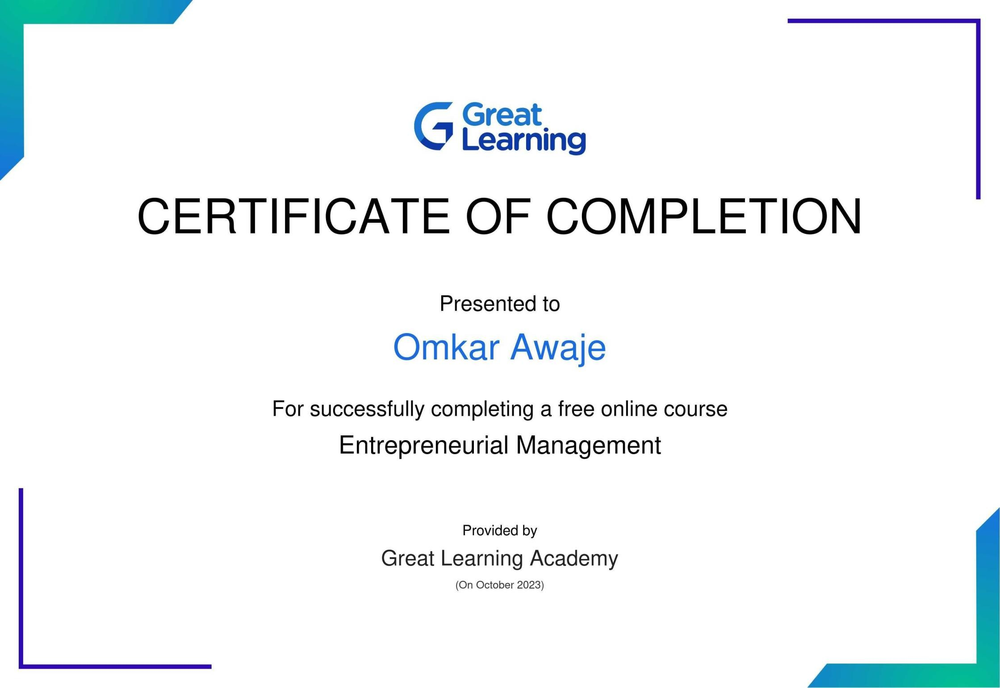 Great
Learning
CERTIFICATE OF COMPLETION
Presented to
Omkar Awaje
For successfully completing a free online course
Entrepreneurial Management
Provided by
Great Learning Academy
(On October 2023)